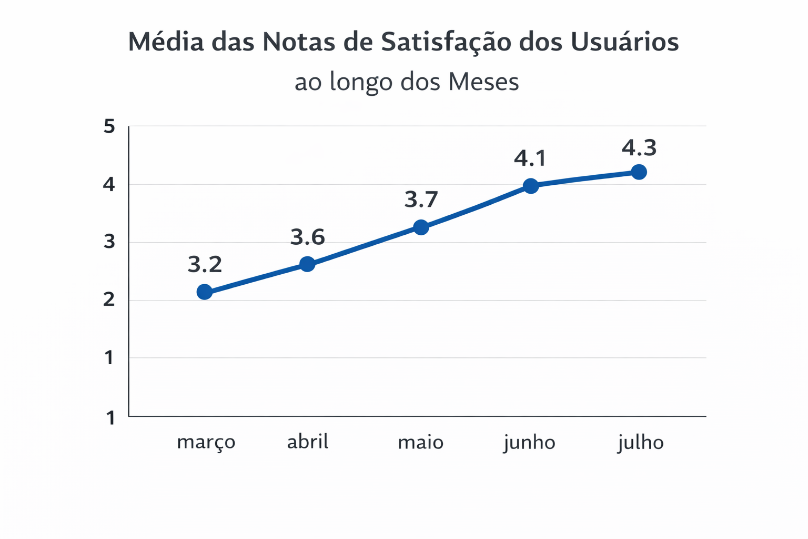 Média das Notas de Satisfação dos Usuários
ao longo dos Meses
5
4
3
2
1
1
3.2
3.6
3.7
4.1
4.3
março
abril
maio
junho
julho